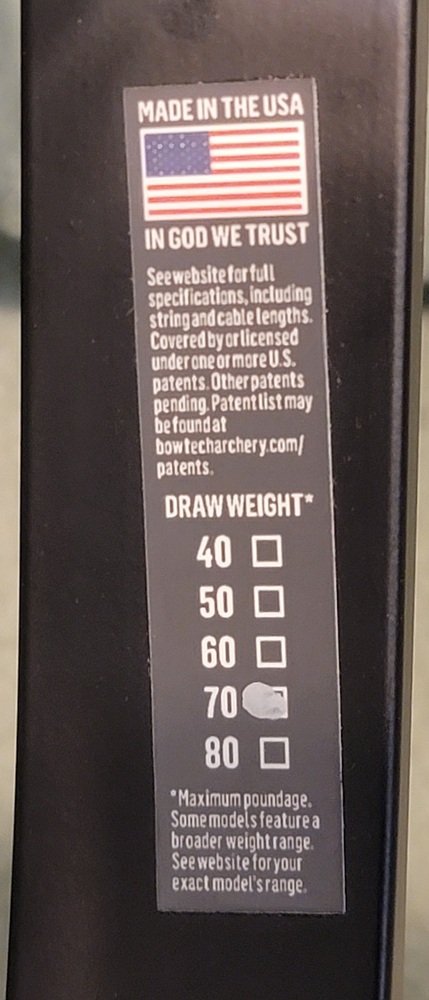 MADE IN THE USA
IN GOD WE TRUST
See website for full
specifications, including
string and cable lengths.
Covered by or licensed
under one or more U.S.
patents. Other patents
pending. Patent list may
be found at
bowtecharchery.com/
patents.
DRAW WEIGHT*
40
50
60
70
80
*Maximum poundage.
Some models feature a
broader weight range.
See website for your
exact model's range.